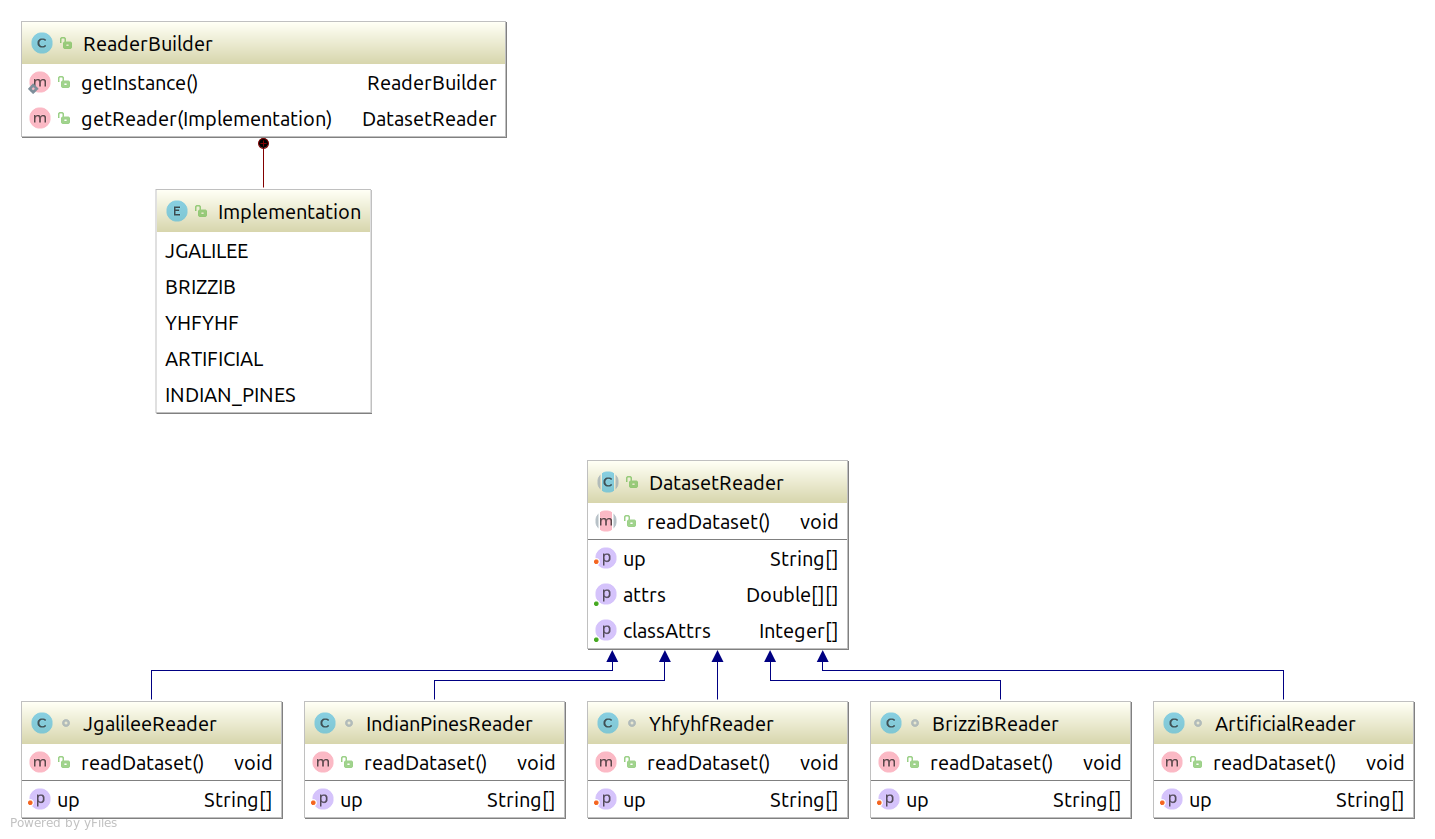 C ReaderBuilder
m getInstance() ReaderBuilder
m getReader(Implementation) DatasetReader
E Implementation
JGALILEE
BRIZZIB
YHFYHF
ARTIFICIAL
INDIAN_PINES
C DatasetReader
m readDataset() void
p up String[]
p attrs Double[][]
p classAttrs Integer[]
C JgalileeReader
m readDataset() void
p up String[]
C IndianPinesReader
m readDataset() void
p up String[]
C YhfyhfReader
m readDataset() void
p up String[]
C BrizziBReader
m readDataset() void
p up String[]
C ArtificialReader
m readDataset() void
p up String[]
Powered by yFiles